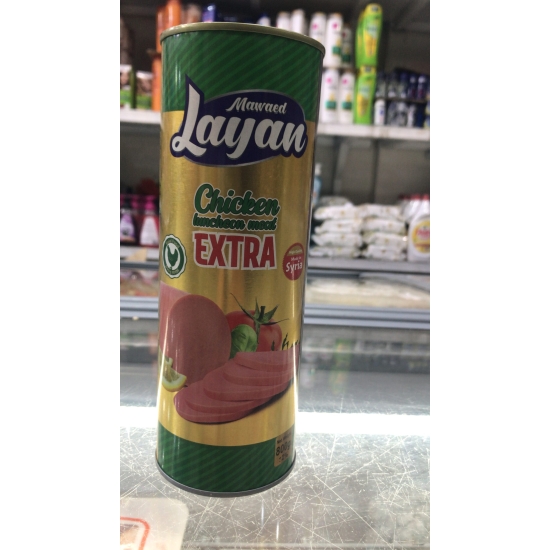 Mawaed
Layan
Chicken
luncheon meat
EXTRA
Syria